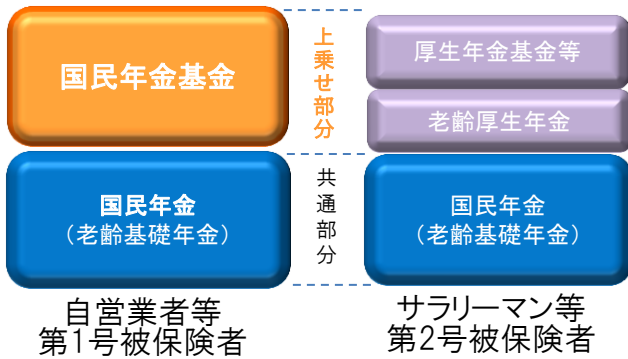 国民年金基金
国民年金
(老齢基礎年金)
自営業者等
第1号被保険者
上乗せ部分
共通部分
厚生年金基金等
老齢厚生年金
国民年金
(老齢基礎年金)
サラリーマン等
第2号被保険者